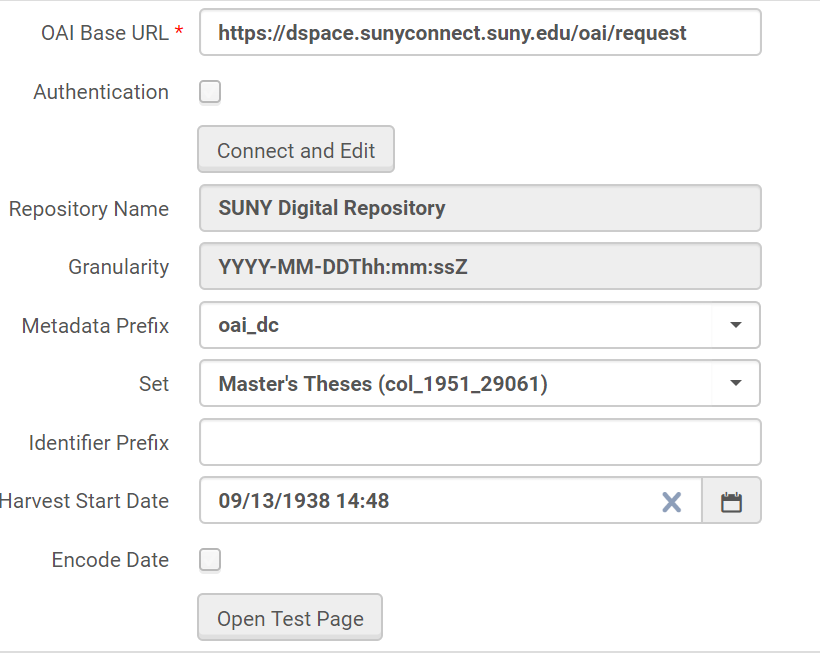 OAI Base URL * https://dspace.sunyconnect.suny.edu/oai/request
Authentication
Connect and Edit
Repository Name SUNY Digital Repository
Granularity YYYY-MM-DDThh:mm:ssZ
Metadata Prefix oai_dc
Set Master's Theses (col_1951_29061)
Identifier Prefix
Harvest Start Date 09/13/1938 14:48
Encode Date
Open Test Page